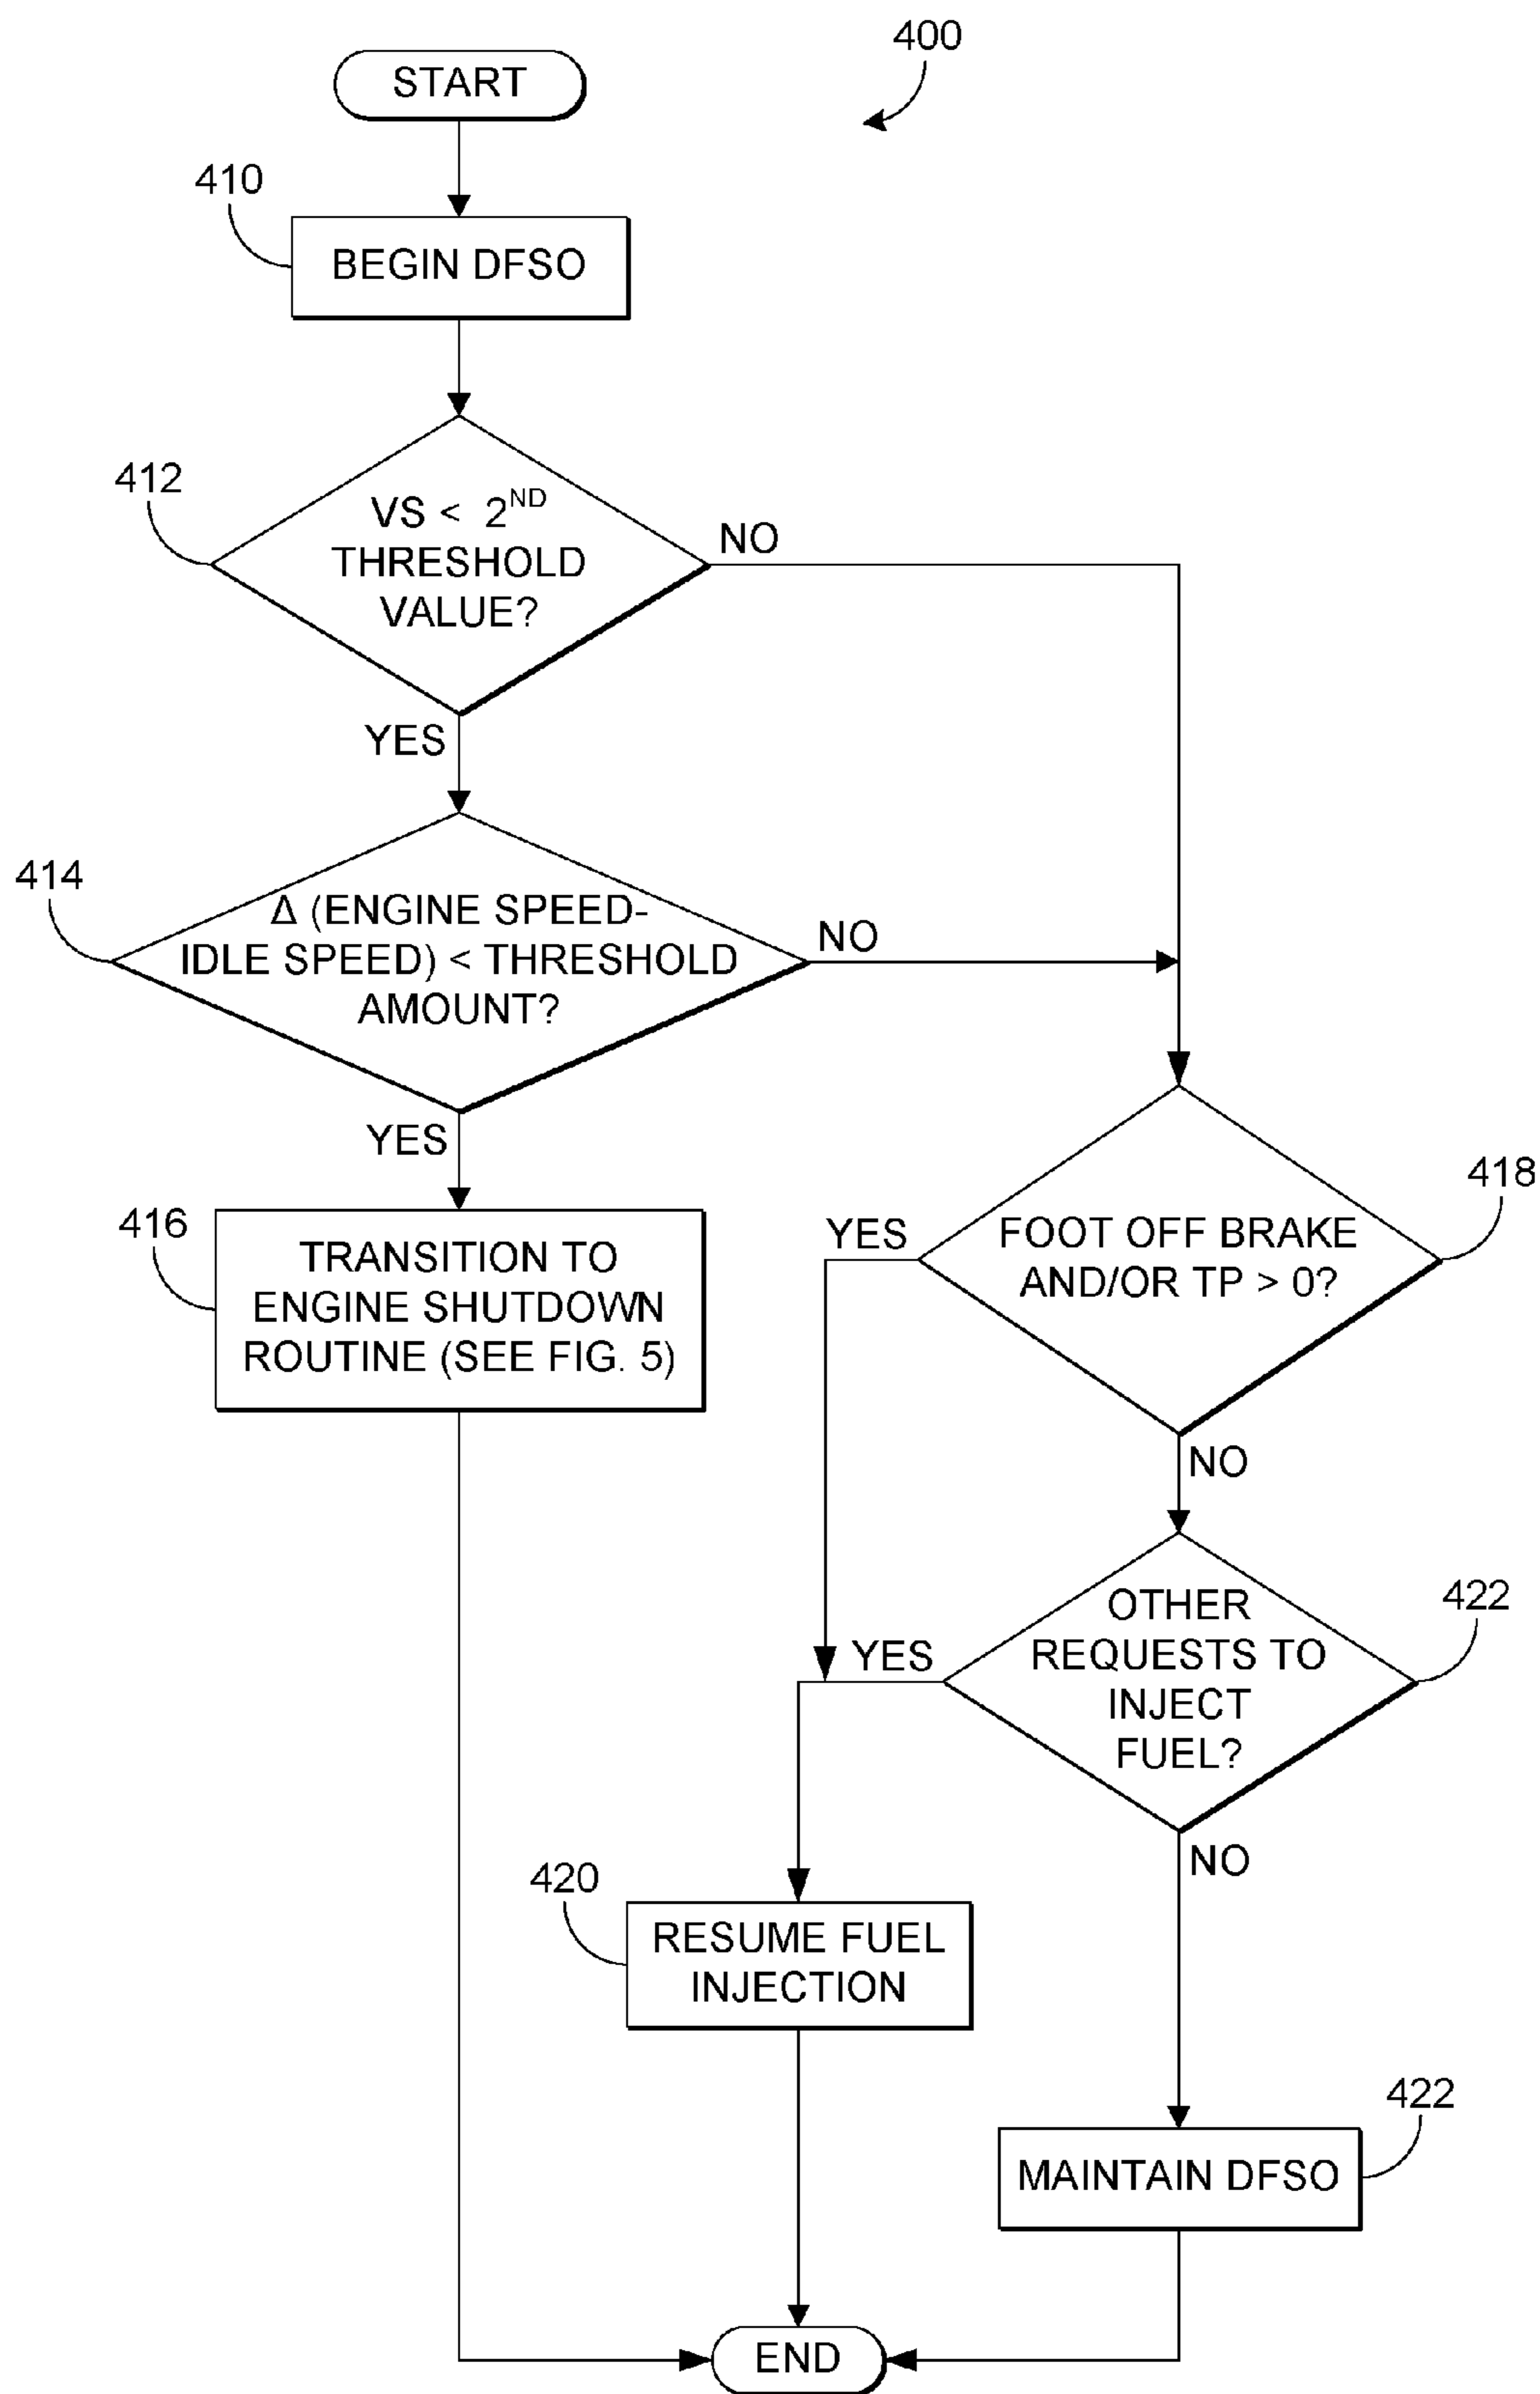 400
START
410
BEGIN DFSO
412
VS < 2ND
THRESHOLD
VALUE?
NO
YES
414
Δ (ENGINE SPEED-
IDLE SPEED) < THRESHOLD
AMOUNT?
NO
YES
416
TRANSITION TO
ENGINE SHUTDOWN
ROUTINE (SEE FIG. 5)
418
YES
FOOT OFF BRAKE
AND/OR TP > 0?
NO
422
YES
OTHER
REQUESTS TO
INJECT
FUEL?
NO
420
RESUME FUEL
INJECTION
422
MAINTAIN DFSO
END